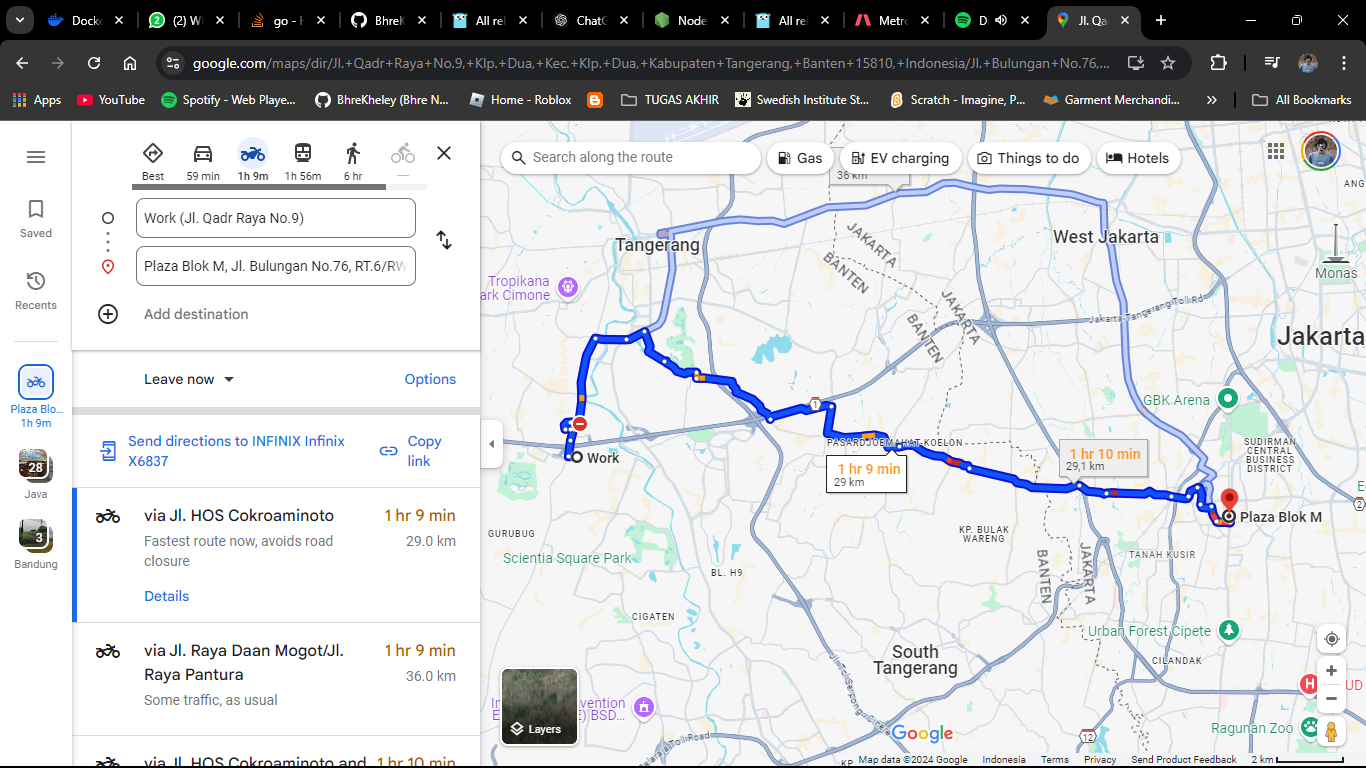 Docke
(2) W
go - H
BhreK
All rel
ChatG
Node
All rel
Metro
D
Jl. Qa
google.com/maps/dir/Jl.+Qadr+Raya+No.9,+Klp.+Dua,+Kec.+Klp.+Dua,+Kabupaten+Tangerang,+Banten+15810,+Indonesia/Jl.+Bulungan+No.76,...
Apps
YouTube
Spotify - Web Playe...
BhreKheley (Bhre N...
Home - Roblox
TUGAS AKHIR
Swedish Institute St...
Scratch - Imagine, P...
Garment Merchandi...
»
All Bookmarks
Best
59 min
1h 9m
1h 56m
6 hr
—
Work (Jl. Qadr Raya No.9)
Plaza Blok M, Jl. Bulungan No.76, RT.6/RW
Add destination
Saved
Recents
Plaza Blo...
1h 9m
28
Java
3
Bandung
Leave now
Options
Send directions to INFINIX Infinix
X6837
Copy
link
via Jl. HOS Cokroaminoto
1 hr 9 min
Fastest route now, avoids road
closure
29.0 km
Details
via Jl. Raya Daan Mogot/Jl.
Raya Pantura
1 hr 9 min
36.0 km
Some traffic, as usual
via Jl. HOS Cokroaminoto and
1 hr 10 min
Search along the route
Gas
EV charging
Things to do
Hotels
36 km
Tangerang
West Jakarta
JAKARTA
BANTEN
Monas
Tropikana
ark Cimone
JAKARTA
BANTEN
Jakarta-Tangerang Toll Rd
Jakarta
GBK Arena
1
PASARDJOEMAHAT-KOELON
SUDIRMAN
CENTRAL
BUSINESS
DISTRICT
Work
1 hr 9 min
29 km
1 hr 10 min
29,1 km
Plaza Blok M
2
GURUBUG
Scientia Square Park
KP. BULAK
WARENG
BL. H9
TANAH KUSIR
BANTEN
JAKARTA
CIGATEN
Urban Forest Cipete
South
Tangerang
CILANDAK
UD
vention
BSD...
Ragunan Zoo
12
Layers
Google
Map data ©2024 Google
Indonesia
Terms
Privacy
Send Product Feedback
2 km